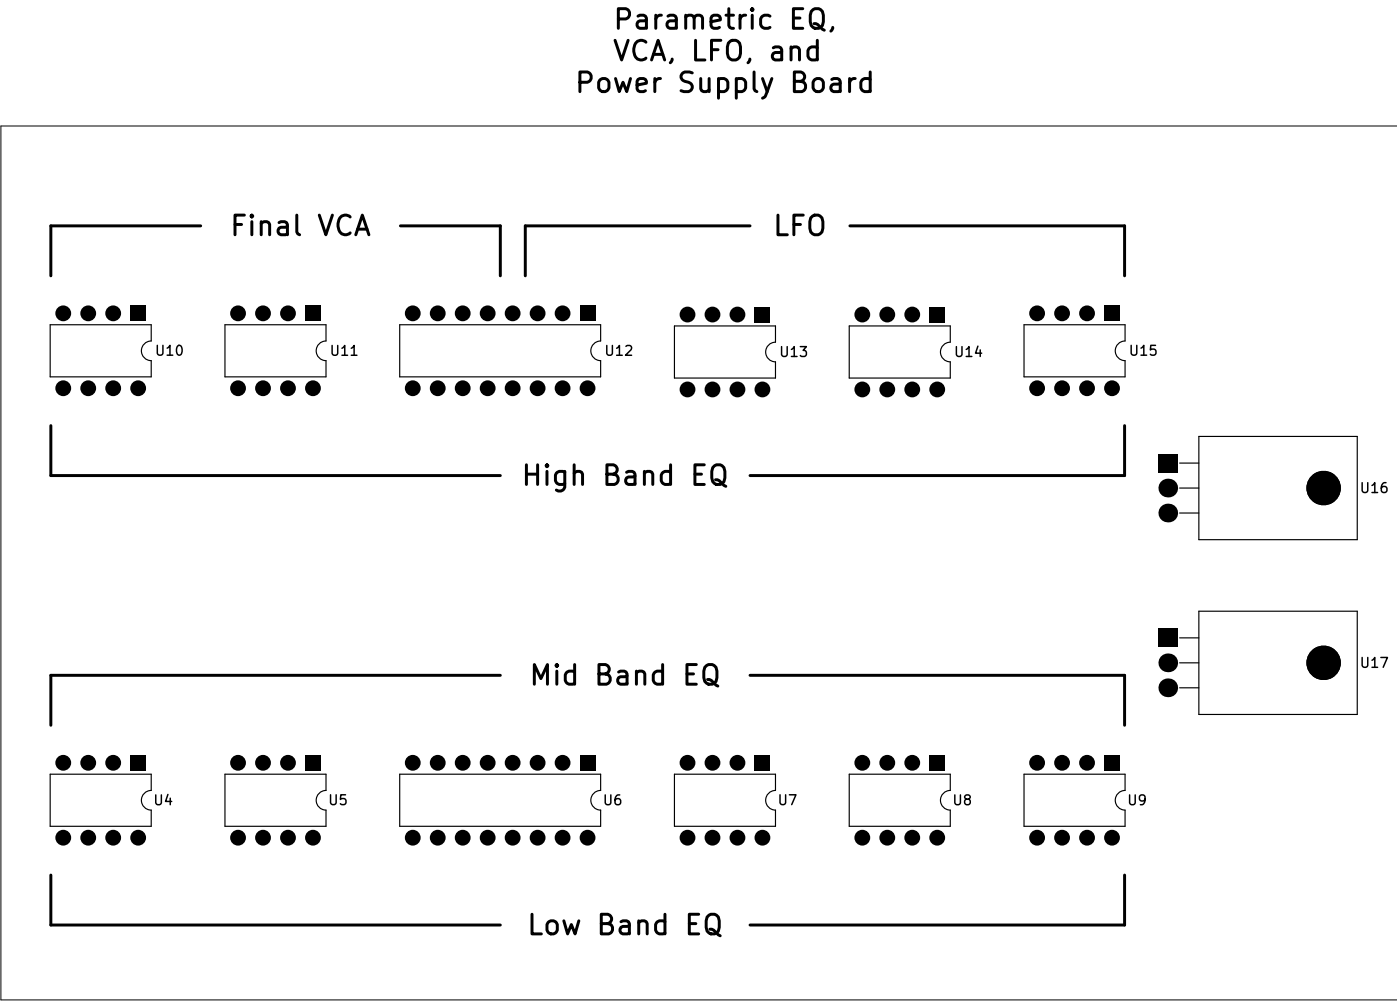 Parametric EQ,
VCA, LFO, and
Power Supply Board
Final VCA
LFO
U10
U11
U12
U13
U14
U15
High Band EQ
U16
U17
Mid Band EQ
U4
U5
U6
U7
U8
U9
Low Band EQ